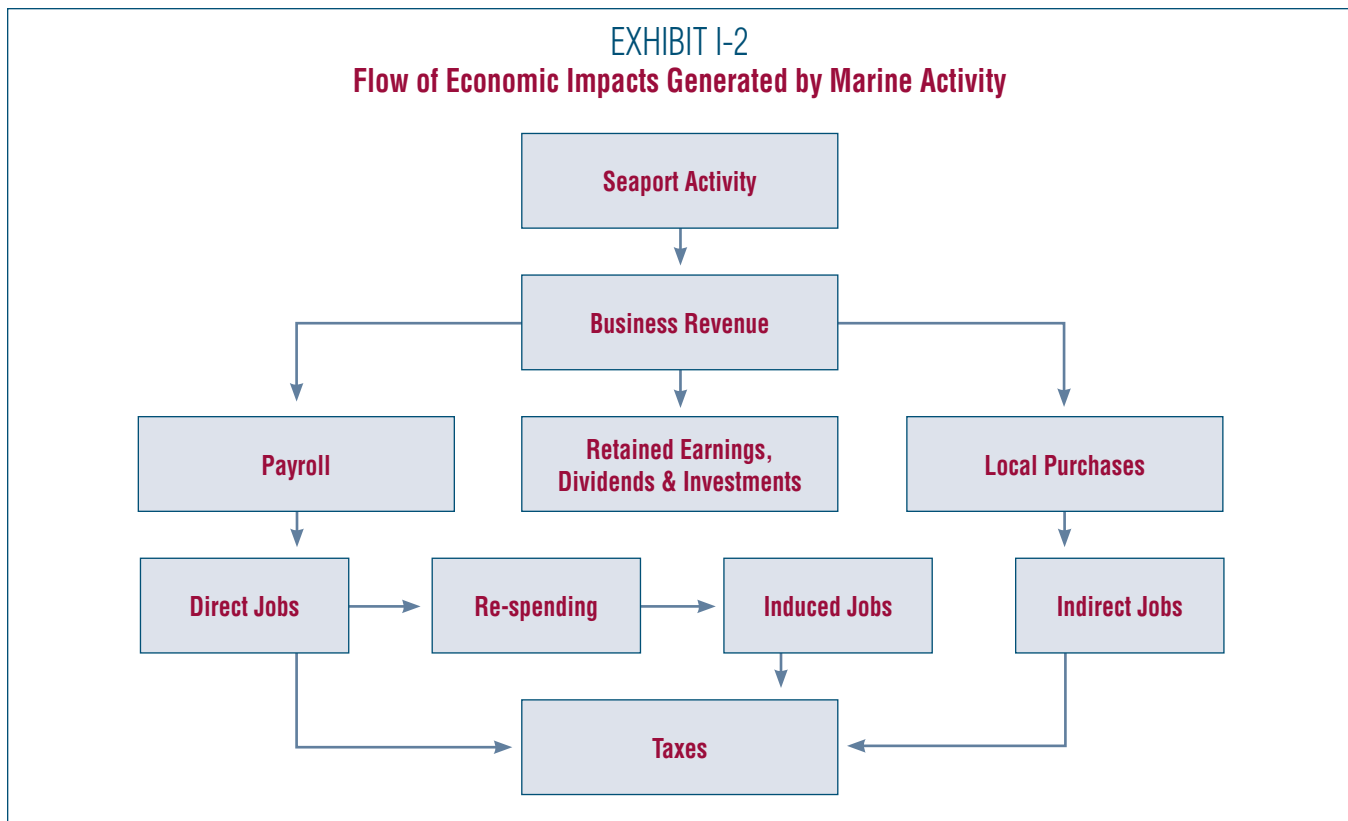 EXHIBIT I-2
Flow of Economic Impacts Generated by Marine Activity
Seaport Activity
Business Revenue
Payroll
Retained Earnings,
Dividends & Investments
Local Purchases
Direct Jobs
Re-spending
Induced Jobs
Indirect Jobs
Taxes